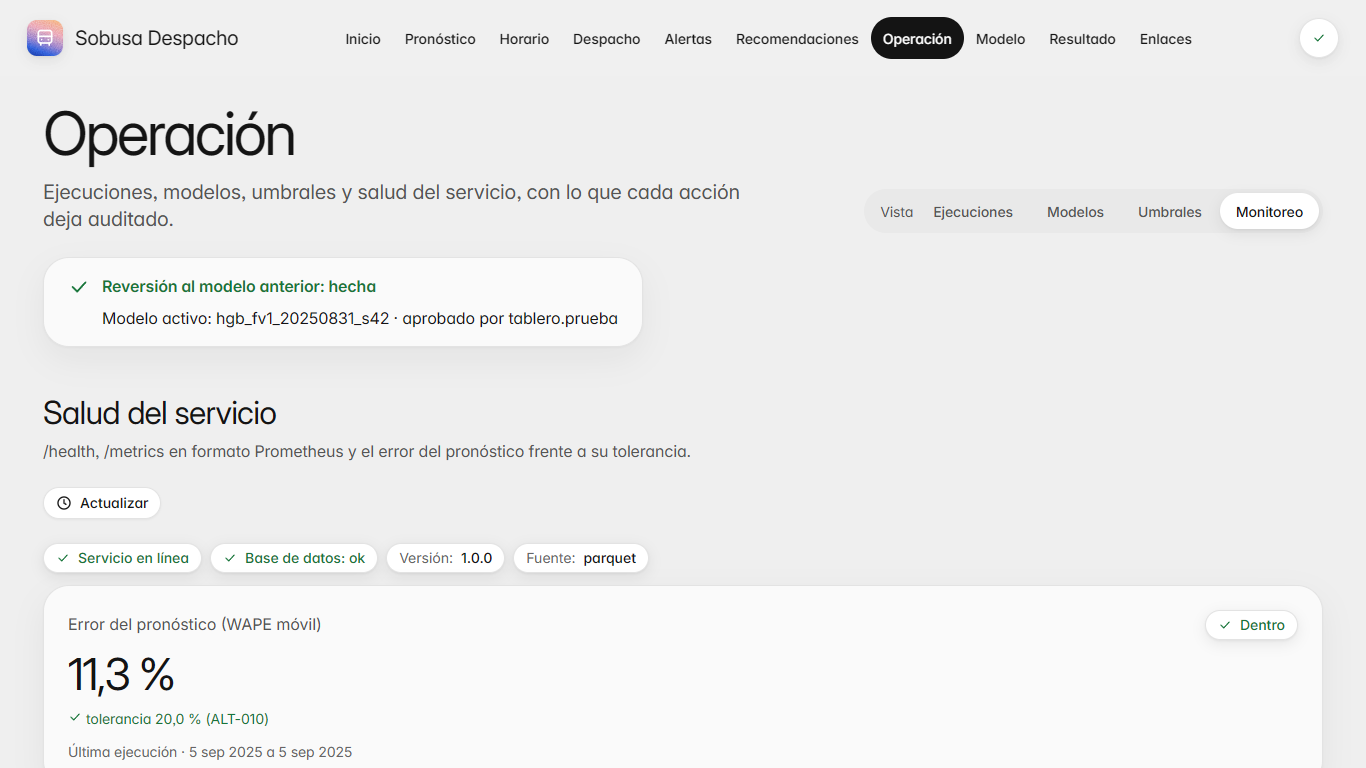 Sobusa Despacho
Inicio Pronóstico Horario Despacho Alertas Recomendaciones Operación Modelo Resultado Enlaces
Operación
Ejecuciones, modelos, umbrales y salud del servicio, con lo que cada acción
deja auditado.
Vista Ejecuciones Modelos Umbrales Monitoreo
Reversión al modelo anterior: hecha
Modelo activo: hgb_fv1_20250831_s42 · aprobado por tablero.prueba
Salud del servicio
/health, /metrics en formato Prometheus y el error del pronóstico frente a su tolerancia.
Actualizar
Servicio en línea Base de datos: ok Versión: 1.0.0 Fuente: parquet
Error del pronóstico (WAPE móvil)
Dentro
11,3 %
tolerancia 20,0 % (ALT-010)
Última ejecución · 5 sep 2025 a 5 sep 2025